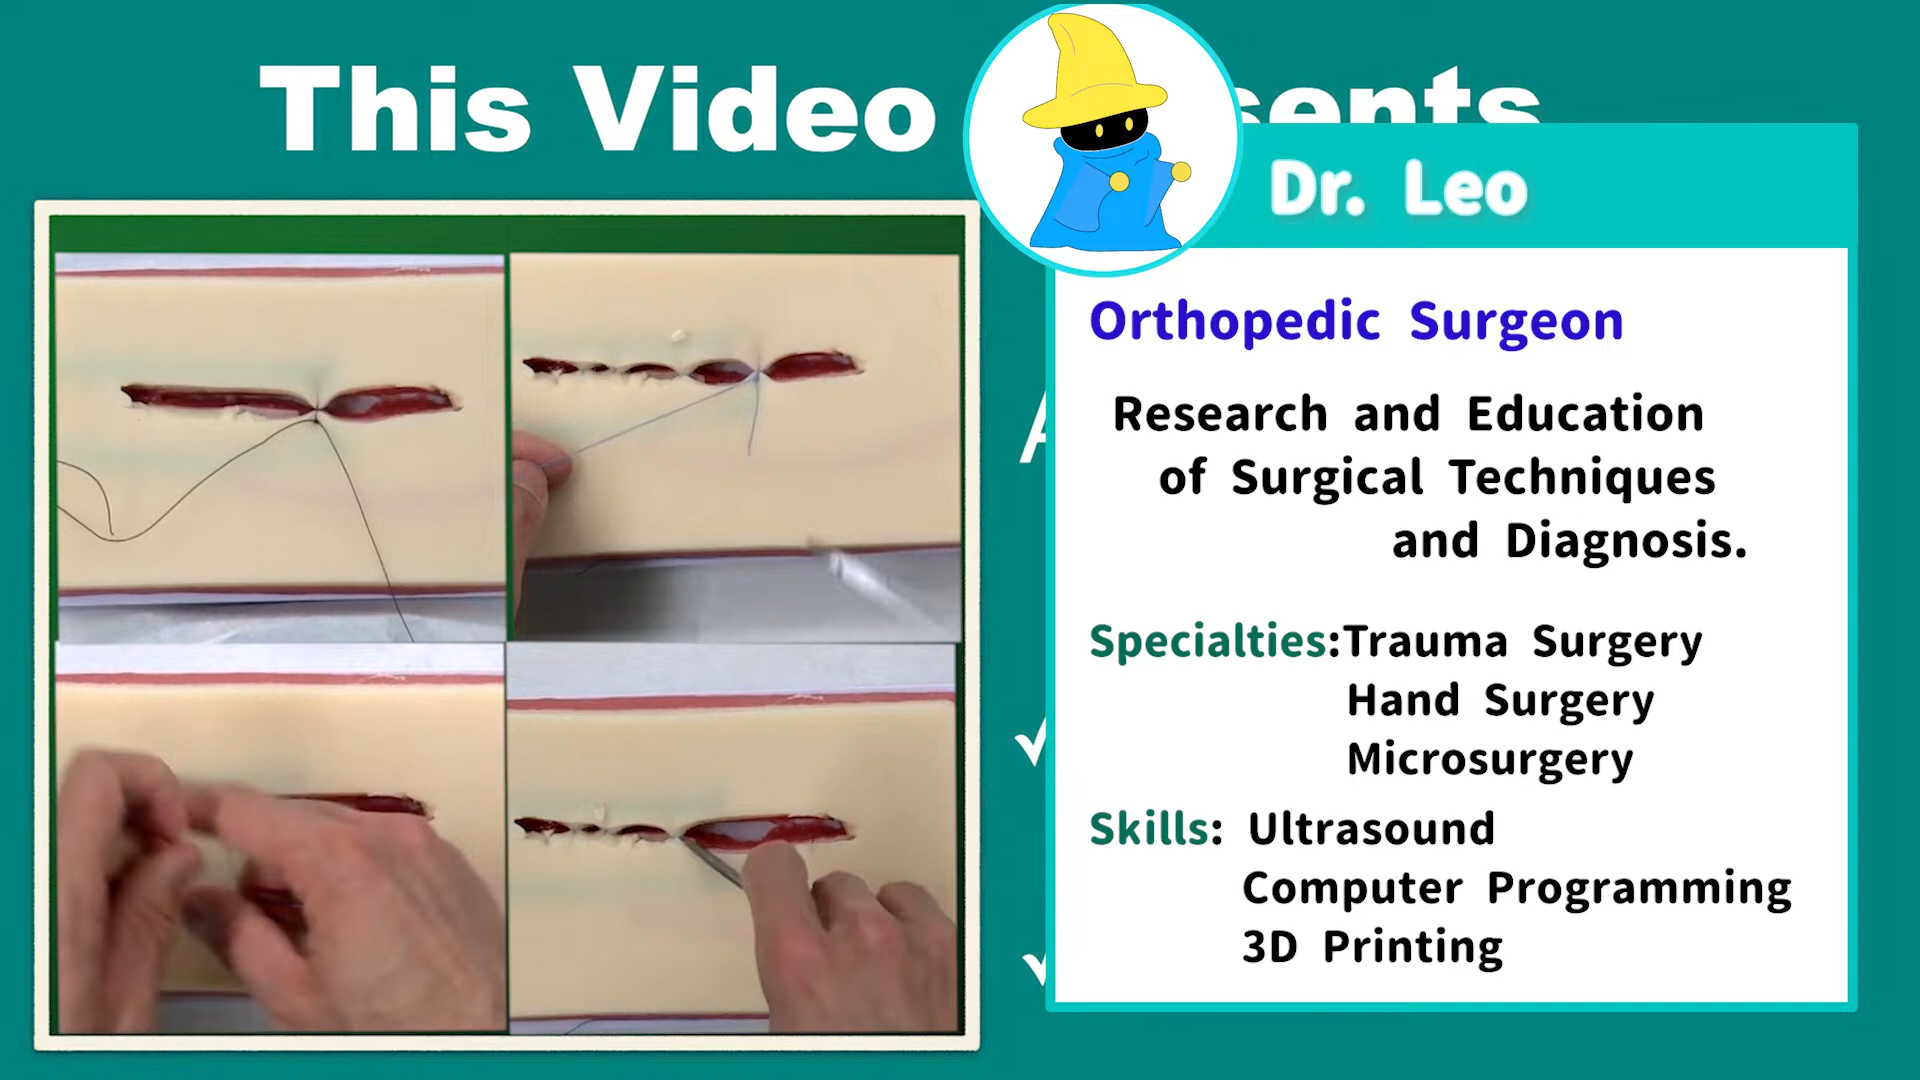 This Video
Dr. Leo
Orthopedic Surgeon
Research and Education
of Surgical Techniques
and Diagnosis.
Specialties:Trauma Surgery
Hand Surgery
Microsurgery
Skills: Ultrasound
Computer Programming
3D Printing